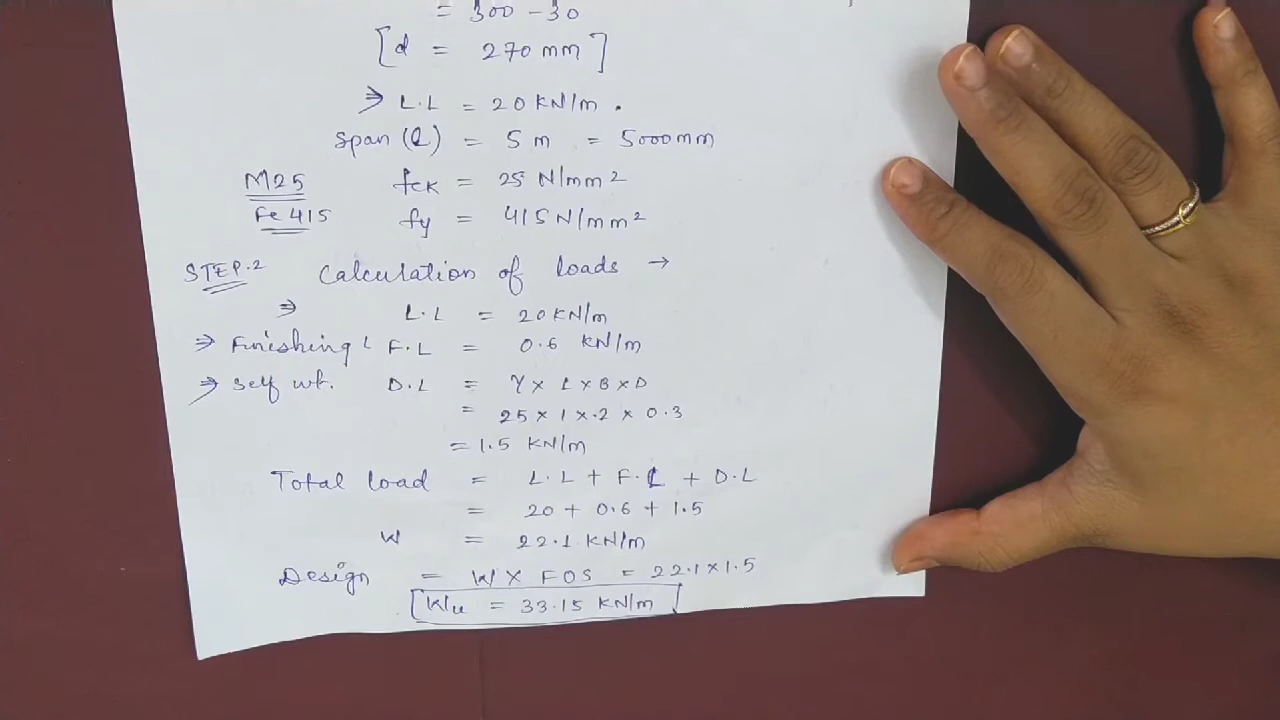 = 300 - 30
[d = 270 mm]
⇒ L.L = 20 KN/m .
Span (l) = 5 m = 5000mm
M25 fck = 25 N/mm2
Fe 415 fy = 415 N/mm2
STEP.2 Calculation of loads →
⇒ L.L = 20 KN/m
⇒ Finishing L F.L = 0.6 KN/m
⇒ Self wt. D.L = γ x L x B x D
= 25 x 1 x .2 x 0.3
= 1.5 KN/m
Total load = L.L + F.L + D.L
= 20 + 0.6 + 1.5
W = 22.1 KN/m
Design = W x FOS = 22.1 x 1.5
[Wu = 33.15 KN/m]